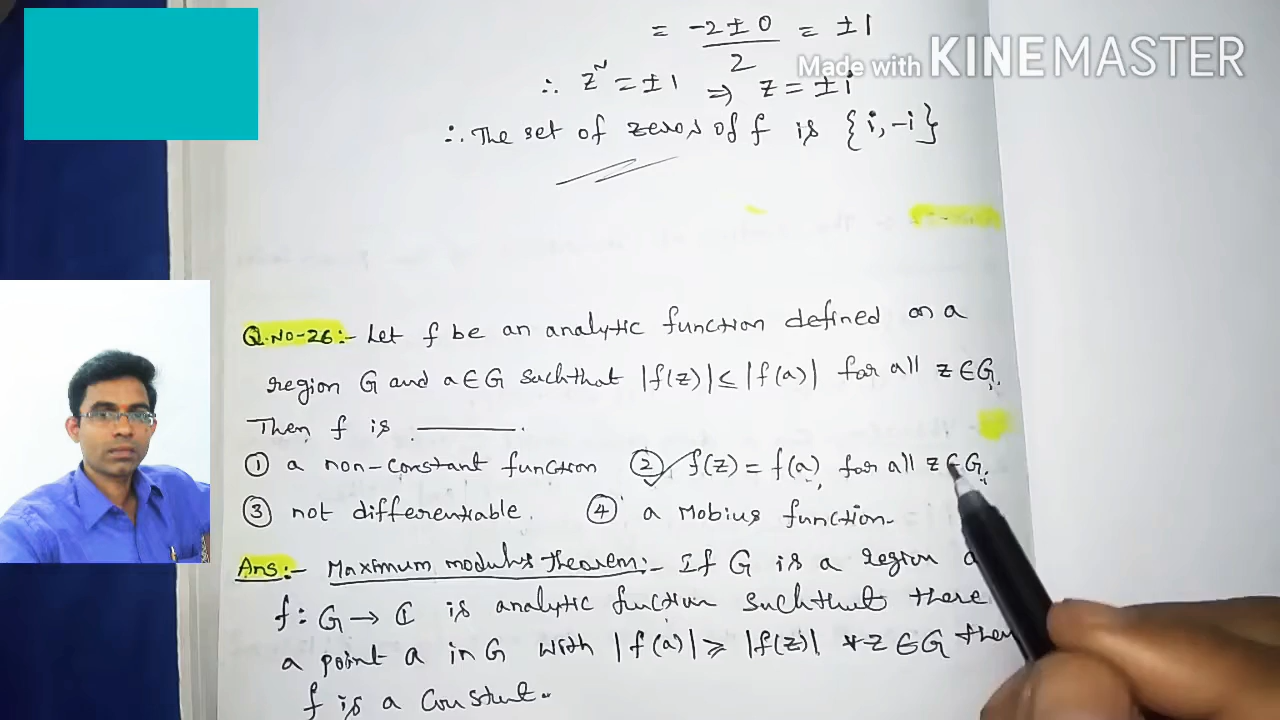 = -2 ± 0 / 2 = ±1
Made with KINEMASTER
∴ z² = ±1 ⇒ z = ±i
∴ The set of zeros of f is {i, -i}
Q.No-26:- Let f be an analytic function defined on a
region G and a∈G such that |f(z)| ≤ |f(a)| for all z∈G.
Then f is ———.
① a non-constant function ② ✓ f(z) = f(a), for all z∈G.
③ not differentiable. ④ a Mobius function.
Ans:- Maximum modulus Theorem:- If G is a region
f: G → ℂ is analytic function such that there
a point a in G with |f(a)| ≥ |f(z)| ∀ z∈G then
f is a constant.